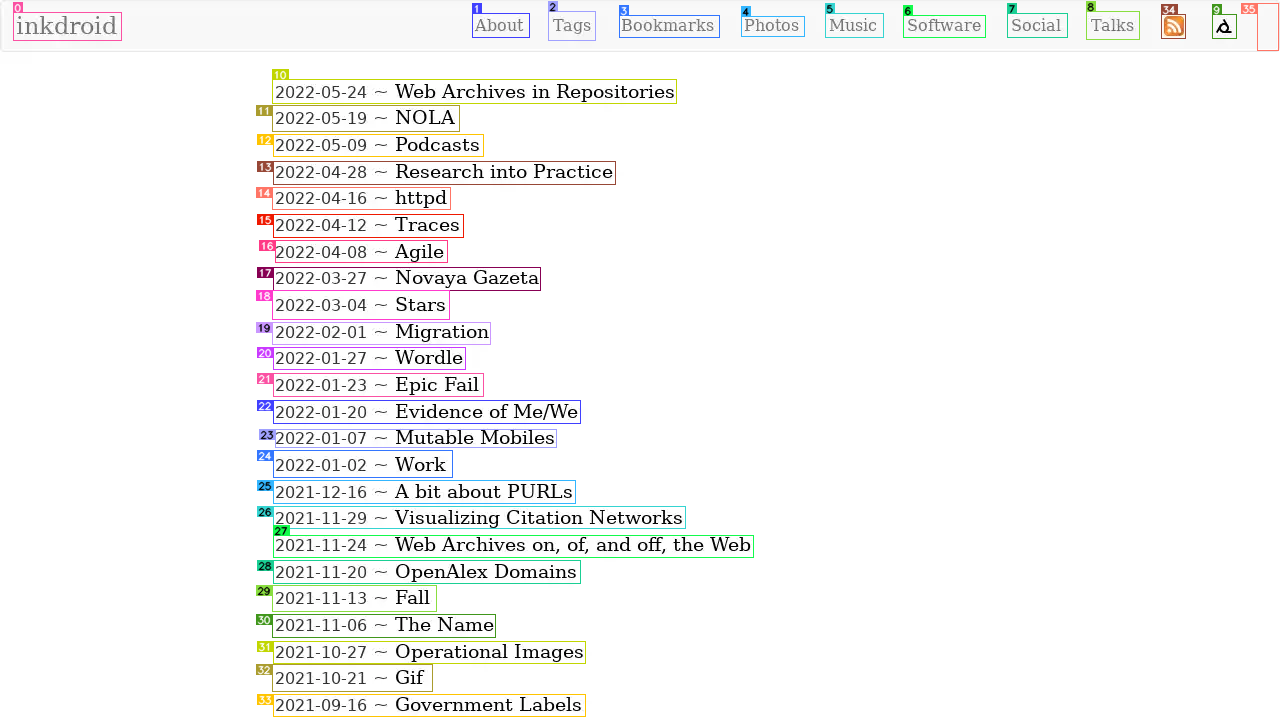 inkdroid About Tags Bookmarks Photos Music Software Social Talks
0 1 2 3 4 5 6 7 8 34 9 35
10 2022-05-24 ~ Web Archives in Repositories
11 2022-05-19 ~ NOLA
12 2022-05-09 ~ Podcasts
13 2022-04-28 ~ Research into Practice
14 2022-04-16 ~ httpd
15 2022-04-12 ~ Traces
16 2022-04-08 ~ Agile
17 2022-03-27 ~ Novaya Gazeta
18 2022-03-04 ~ Stars
19 2022-02-01 ~ Migration
20 2022-01-27 ~ Wordle
21 2022-01-23 ~ Epic Fail
22 2022-01-20 ~ Evidence of Me/We
23 2022-01-07 ~ Mutable Mobiles
24 2022-01-02 ~ Work
25 2021-12-16 ~ A bit about PURLs
26 2021-11-29 ~ Visualizing Citation Networks
27 2021-11-24 ~ Web Archives on, of, and off, the Web
28 2021-11-20 ~ OpenAlex Domains
29 2021-11-13 ~ Fall
30 2021-11-06 ~ The Name
31 2021-10-27 ~ Operational Images
32 2021-10-21 ~ Gif
33 2021-09-16 ~ Government Labels